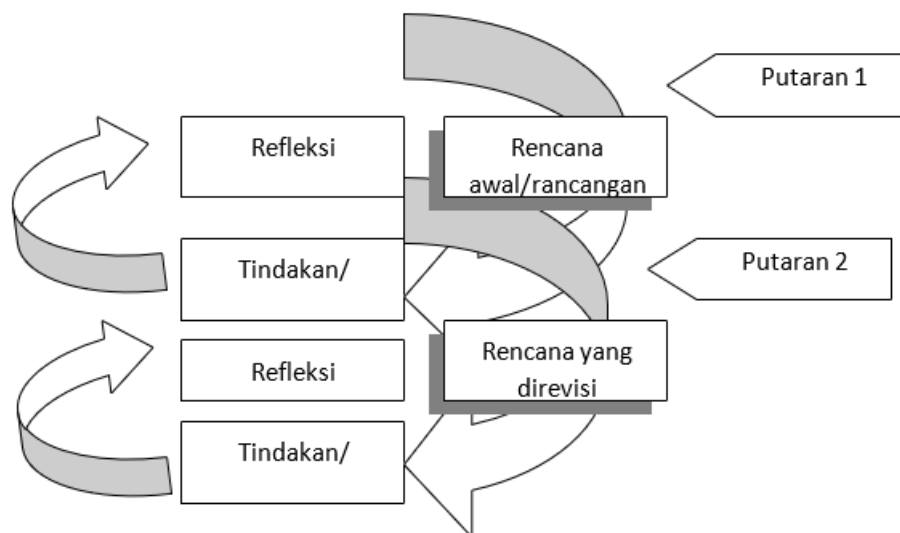 Putaran 1
Refleksi
Rencana
awal/rancangan
Putaran 2
Tindakan/
Rencana yang
direvisi
Refleksi
Tindakan/